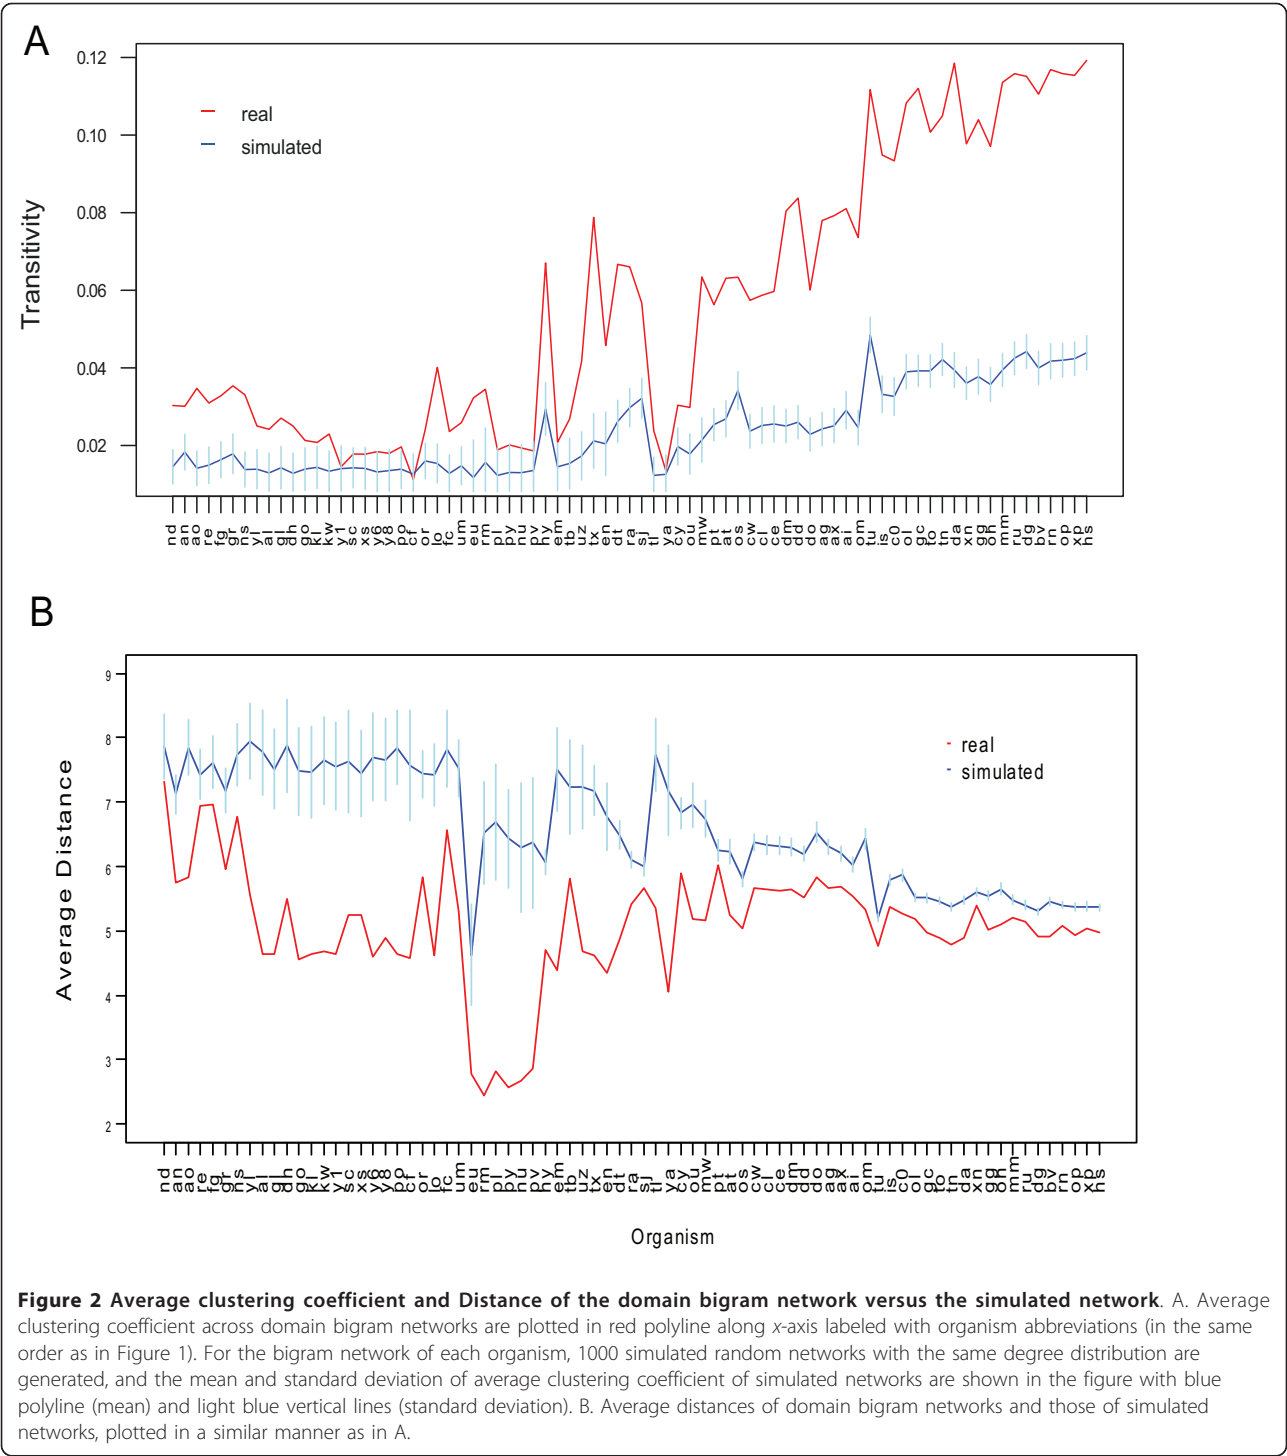 A
0.12
0.10
0.08
0.06
0.04
0.02
Transitivity
real
simulated
nd an ao re fg gr ns yl al gl dh go kl kw y1 sc xs y6 y8 po cf or lo fc um eu rm pl py nu pv hy em tb uz tx en dt ra sj tl ya cy ou mw pt at os cw cl ce dm dd do ag ax ai om tu is c0 ol gc to tn da xn gg oh mm ru dg bv rn op xp hs
B
9
8
7
6
5
4
3
2
Average Distance
real
simulated
nd an ao re fg gr ns yl al gl dh go kl kw y1 sc xs y6 y8 po cf or lo fc um eu rm pl py nu pv hy em tb uz tx en dt ra sj tl ya cy ou mw pt at os cw cl ce dm dd do ag ax ai om tu is c0 ol gc to tn da xn gg oh mm ru dg bv rn op xp hs
Organism
Figure 2 Average clustering coefficient and Distance of the domain bigram network versus the simulated network. A. Average
clustering coefficient across domain bigram networks are plotted in red polyline along x-axis labeled with organism abbreviations (in the same
order as in Figure 1). For the bigram network of each organism, 1000 simulated random networks with the same degree distribution are
generated, and the mean and standard deviation of average clustering coefficient of simulated networks are shown in the figure with blue
polyline (mean) and light blue vertical lines (standard deviation). B. Average distances of domain bigram networks and those of simulated
networks, plotted in a similar manner as in A.